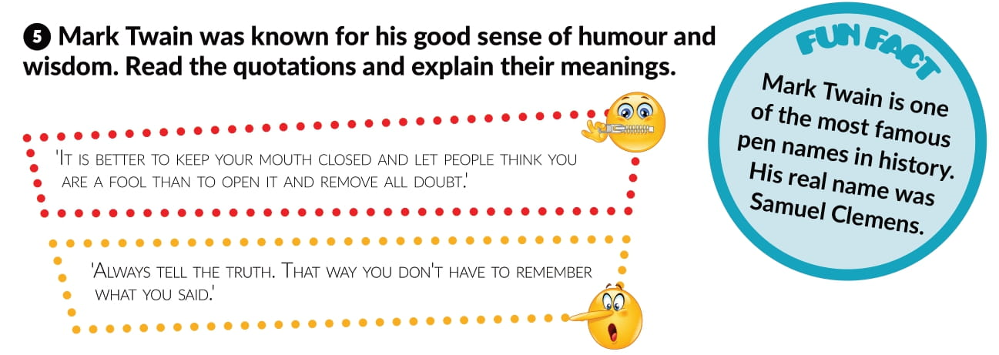 5 Mark Twain was known for his good sense of humour and
wisdom. Read the quotations and explain their meanings.
'It is better to keep your mouth closed and let people think you
are a fool than to open it and remove all doubt.'
'Always tell the truth. That way you don't have to remember
what you said.'
FUN FACT
Mark Twain is one
of the most famous
pen names in history.
His real name was
Samuel Clemens.